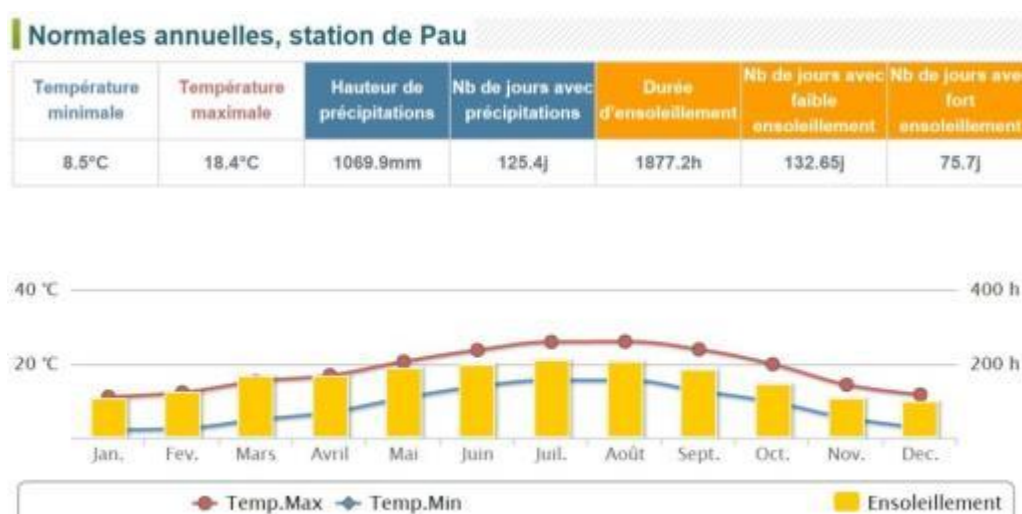 Normales annuelles, station de Pau
Température minimale Température maximale Hauteur de précipitations Nb de jours avec précipitations Durée d'ensoleillement Nb de jours avec faible ensoleillement Nb de jours ave fort ensoleillement
8.5°C 18.4°C 1069.9mm 125.4j 1877.2h 132.65j 75.7j
40 °C 400 h
20 °C 200 h
Jan. Fev. Mars Avril Mai Juin Juil. Août Sept. Oct. Nov. Dec.
Temp.Max Temp.Min Ensoleillement